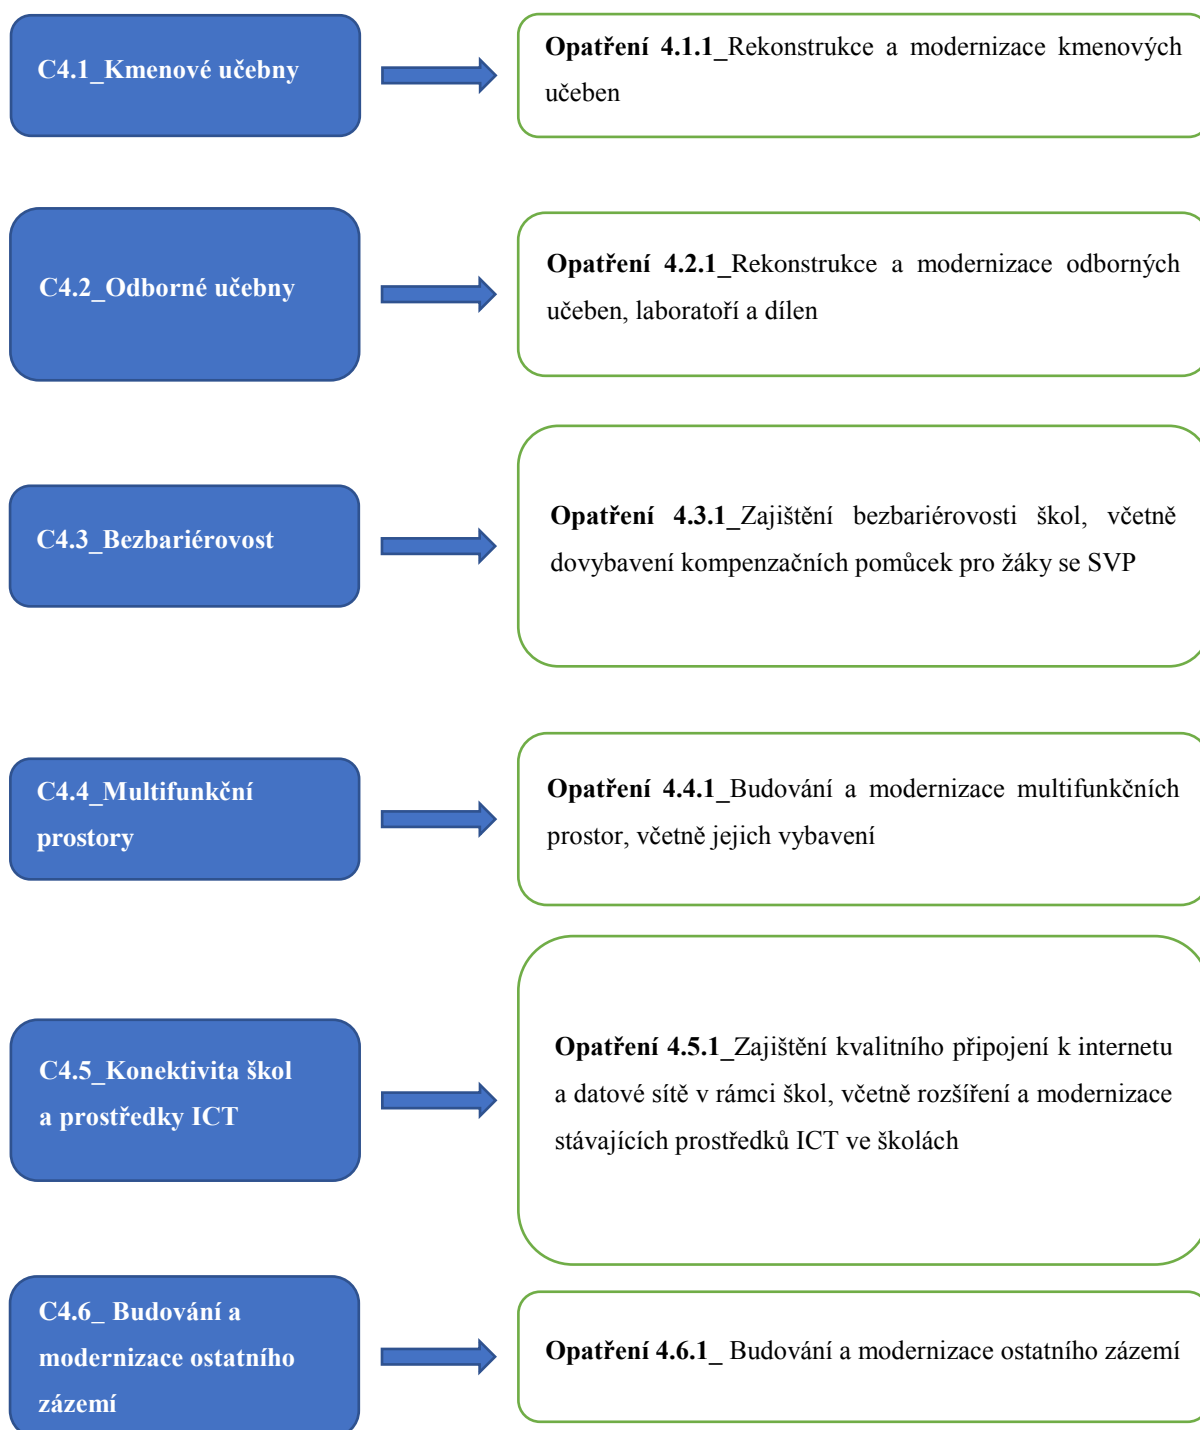 C4.1_Kmenové učebny
Opatření 4.1.1_Rekonstrukce a modernizace kmenových
učeben
C4.2_Odborné učebny
Opatření 4.2.1_Rekonstrukce a modernizace odborných
učeben, laboratoří a dílen
C4.3_Bezbariérovost
Opatření 4.3.1_Zajištění bezbariérovosti škol, včetně
dovybavení kompenzačních pomůcek pro žáky se SVP
C4.4_Multifunkční
prostory
Opatření 4.4.1_Budování a modernizace multifunkčních
prostor, včetně jejich vybavení
C4.5_Konektivita škol
a prostředky ICT
Opatření 4.5.1_Zajištění kvalitního připojení k internetu
a datové sítě v rámci škol, včetně rozšíření a modernizace
stávajících prostředků ICT ve školách
C4.6_ Budování a
modernizace ostatního
zázemí
Opatření 4.6.1_ Budování a modernizace ostatního zázemí